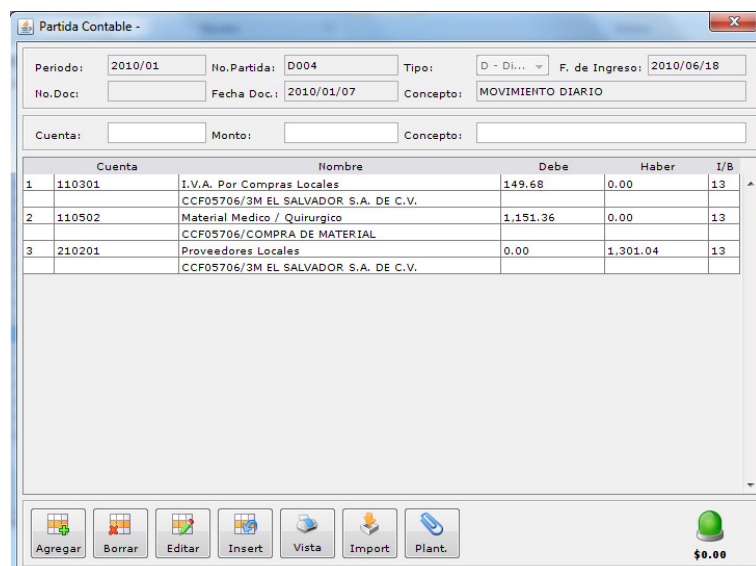 Partida Contable -
Periodo: 2010/01 No.Partida: D004 Tipo: D - Di... F. de Ingreso: 2010/06/18
No.Doc: Fecha Doc.: 2010/01/07 Concepto: MOVIMIENTO DIARIO
Cuenta: Monto: Concepto:
Cuenta Nombre Debe Haber I/B
1 110301 I.V.A. Por Compras Locales 149.68 0.00 13
CCF05706/3M EL SALVADOR S.A. DE C.V.
2 110502 Material Medico / Quirurgico 1,151.36 0.00 13
CCF05706/COMPRA DE MATERIAL
3 210201 Proveedores Locales 0.00 1,301.04 13
CCF05706/3M EL SALVADOR S.A. DE C.V.
Agregar Borrar Editar Insert Vista Import Plant. $0.00